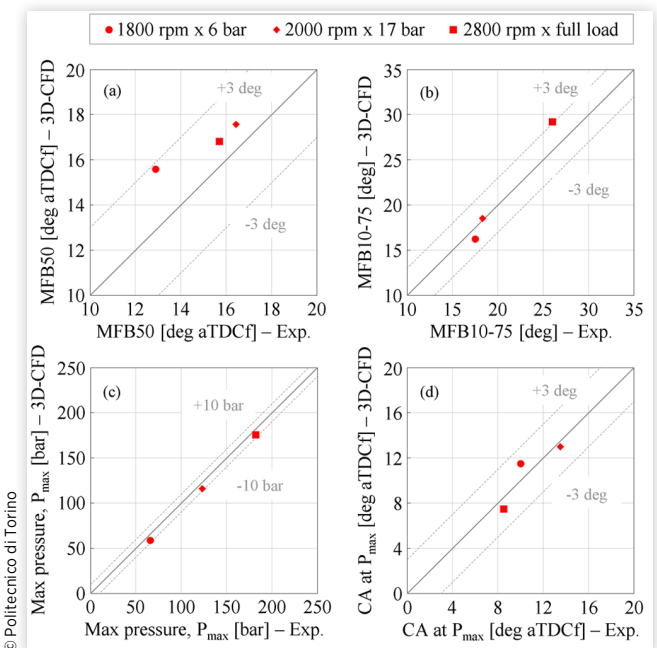 1800 rpm x 6 bar 2000 rpm x 17 bar 2800 rpm x full load
(a)
+3 deg
-3 deg
20
18
16
14
12
10
10 12 14 16 18 20
MFB50 [deg aTDCf] – 3D-CFD
MFB50 [deg aTDCf] – Exp.
(b)
+3 deg
-3 deg
35
30
25
20
15
10
10 15 20 25 30 35
MFB10-75 [deg] – 3D-CFD
MFB10-75 [deg] – Exp.
(c)
+10 bar
-10 bar
250
200
150
100
50
0
0 50 100 150 200 250
Max pressure, Pmax [bar] – 3D-CFD
Max pressure, Pmax [bar] – Exp.
(d)
+3 deg
-3 deg
20
16
12
8
4
0
0 4 8 12 16 20
CA at Pmax [deg aTDCf] – 3D-CFD
CA at Pmax [deg aTDCf] – Exp.
© Politecnico di Torino